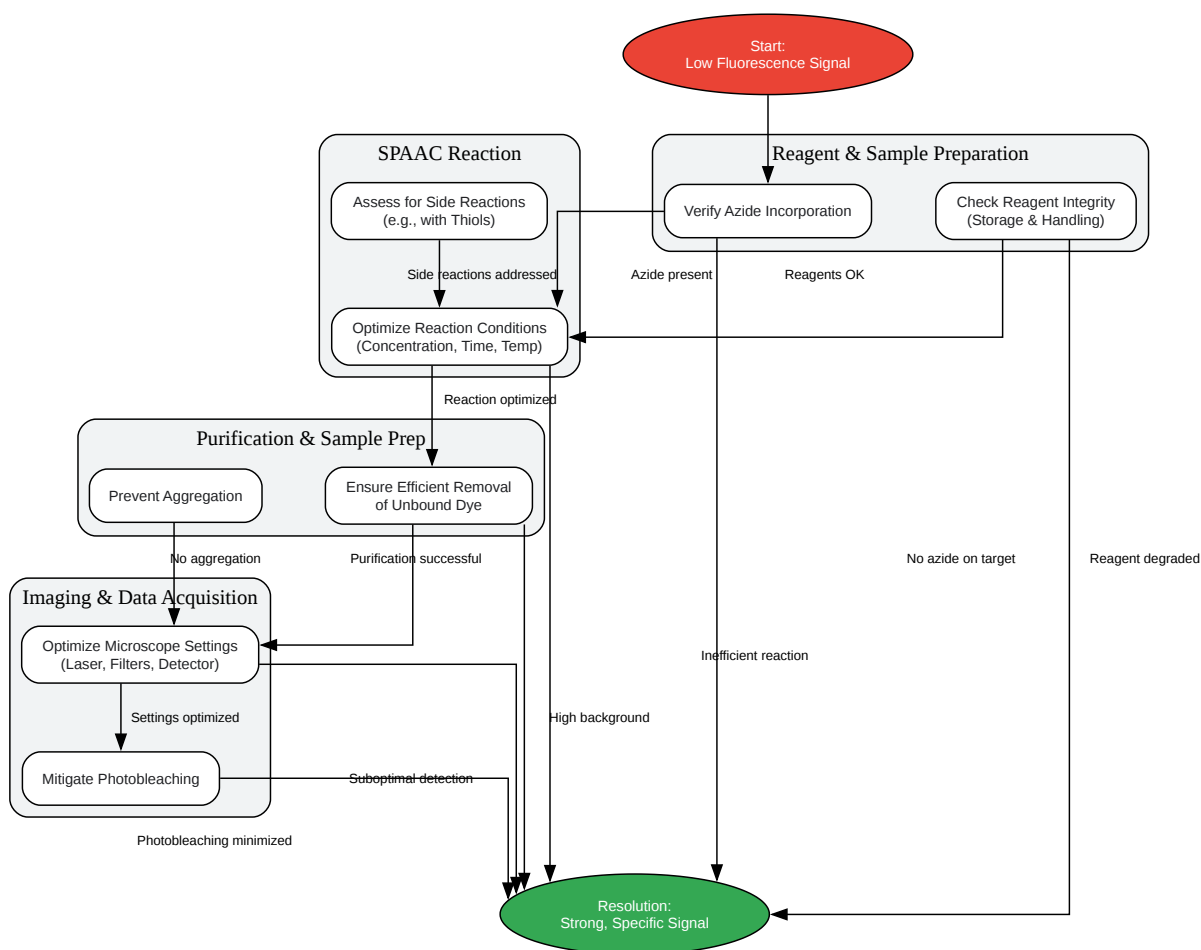 Start:
Low Fluorescence Signal
SPAAC Reaction
Reagent & Sample Preparation
Assess for Side Reactions
(e.g., with Thiols)
Verify Azide Incorporation
Check Reagent Integrity
(Storage & Handling)
Side reactions addressed
Azide present
Reagents OK
Optimize Reaction Conditions
(Concentration, Time, Temp)
Reaction optimized
Purification & Sample Prep
Prevent Aggregation
Ensure Efficient Removal
of Unbound Dye
No aggregation
Purification successful
No azide on target
Reagent degraded
Imaging & Data Acquisition
Optimize Microscope Settings
(Laser, Filters, Detector)
Inefficient reaction
Settings optimized
High background
Mitigate Photobleaching
Suboptimal detection
Photobleaching minimized
Resolution:
Strong, Specific Signal